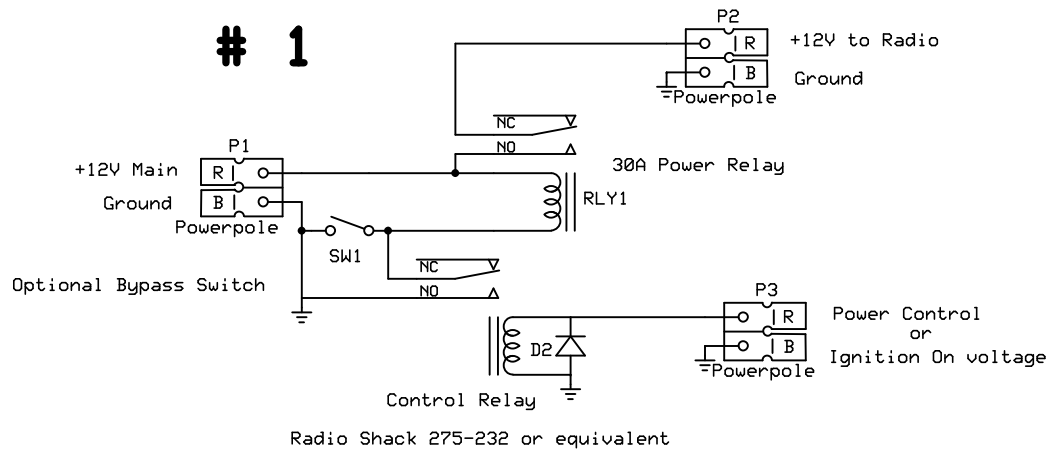 # 1
P2
R
+12V to Radio
B
Ground
Powerpole
NC
NO
30A Power Relay
P1
+12V Main
R
Ground
B
Powerpole
RLY1
SW1
NC
Optional Bypass Switch
NO
P3
R
Power Control
or
B
Ignition On voltage
Powerpole
D2
Control Relay
Radio Shack 275-232 or equivalent